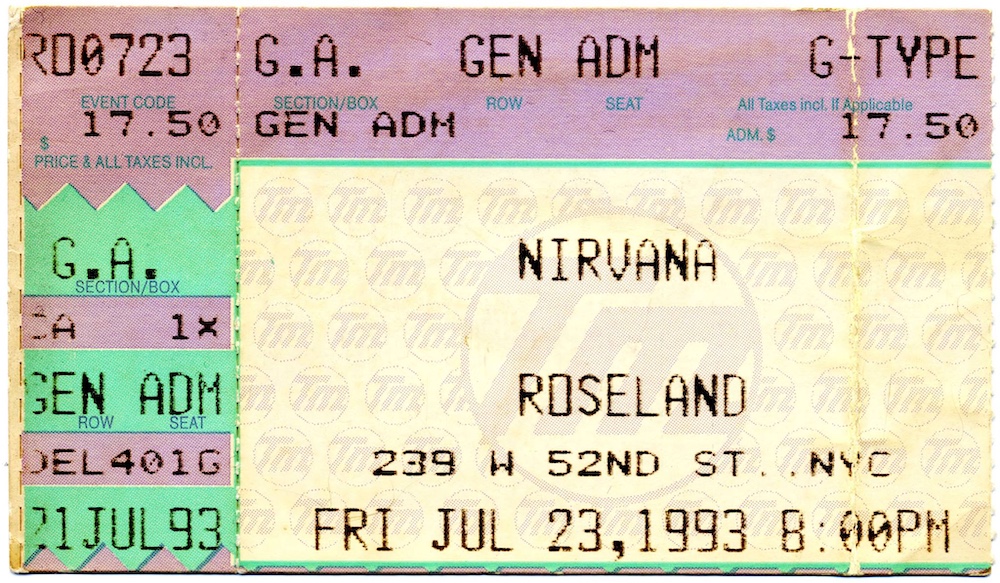 RD0723 G.A. GEN ADM G-TYPE
EVENT CODE SECTION/BOX ROW SEAT All Taxes incl. If Applicable
$ 17.50 GEN ADM ADM. $ 17.50
PRICE & ALL TAXES INCL.
G.A.
SECTION/BOX
CA 1X
GEN ADM
ROW SEAT
DEL401G
21JUL93
NIRVANA
ROSELAND
239 W 52ND ST...NYC
FRI JUL 23,1993 8:00PM
Tm